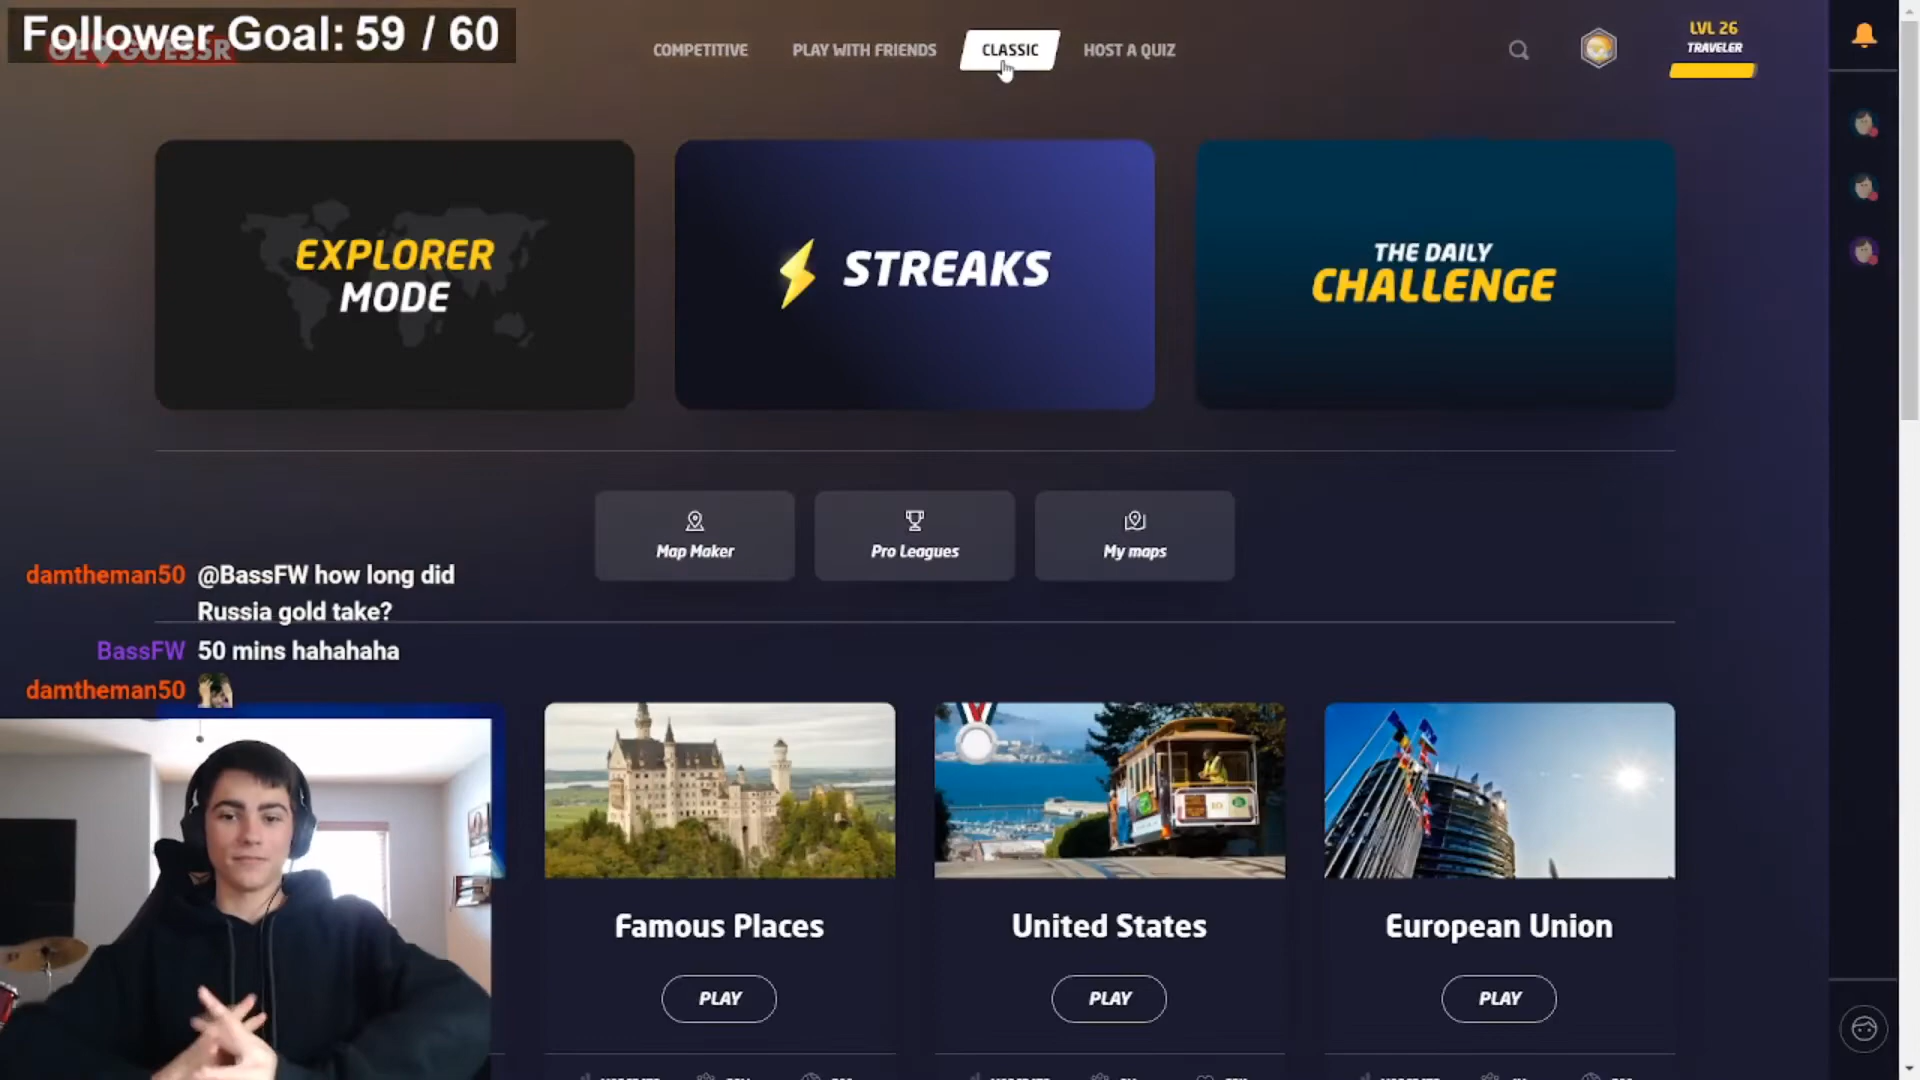 Follower Goal: 59 / 60
GEOGUESSR
COMPETITIVE
PLAY WITH FRIENDS
CLASSIC
HOST A QUIZ
LVL 26
TRAVELER
EXPLORER
MODE
STREAKS
THE DAILY
CHALLENGE
Map Maker
Pro Leagues
My maps
damtheman50 @BassFW how long did
Russia gold take?
BassFW 50 mins hahahaha
damtheman50
Famous Places
United States
European Union
PLAY
PLAY
PLAY